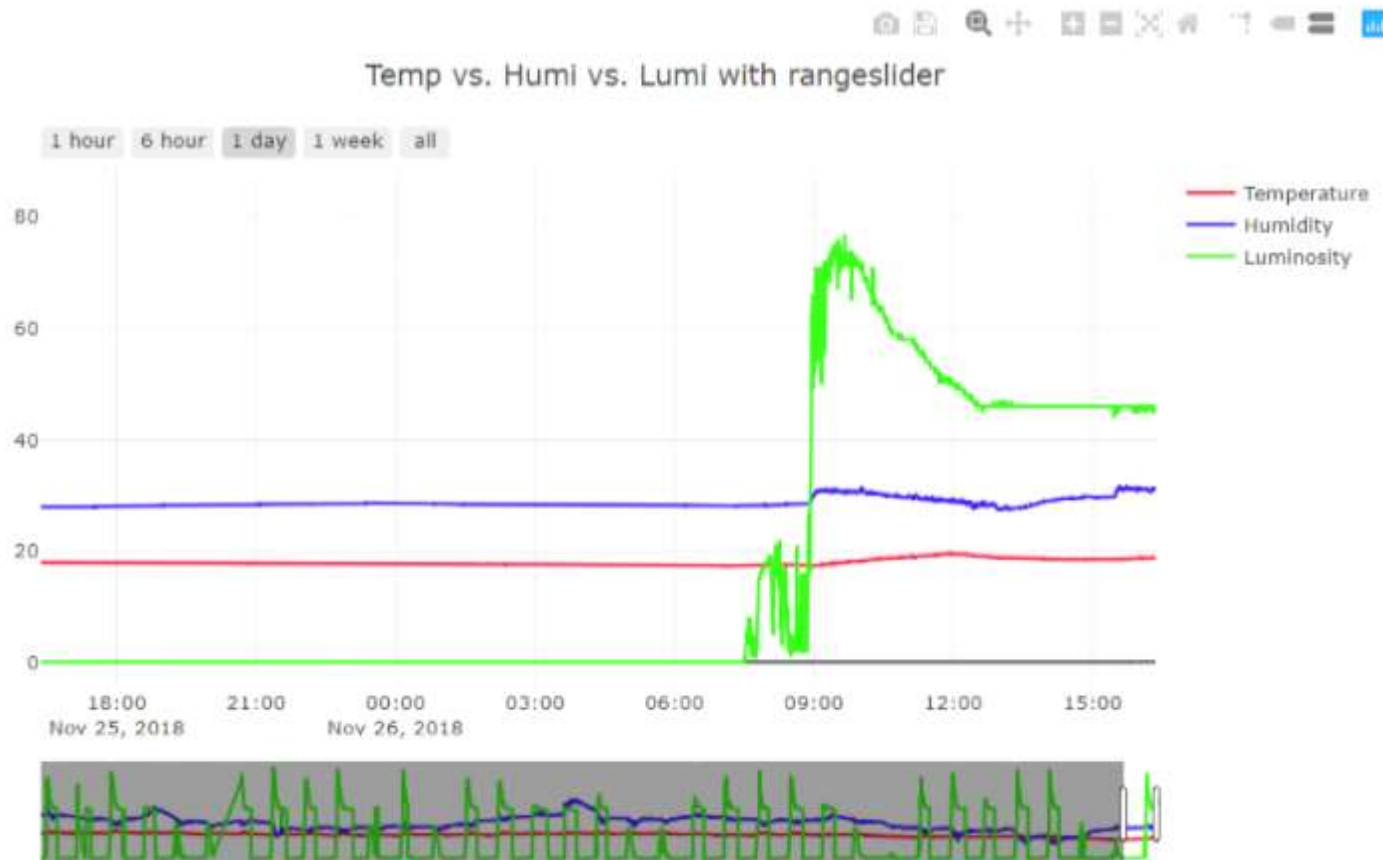 Temp vs. Humi vs. Lumi with rangeslider
1 hour 6 hour 1 day 1 week all
Temperature
Humidity
Luminosity
80
60
40
20
0
18:00 21:00 00:00 03:00 06:00 09:00 12:00 15:00
Nov 25, 2018 Nov 26, 2018